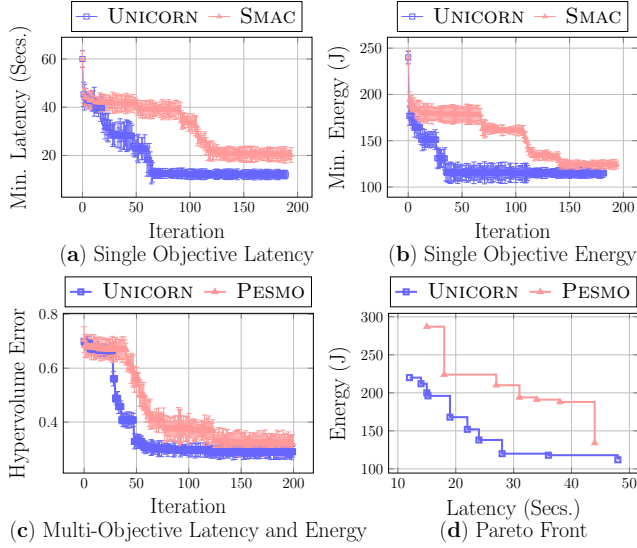 UNICORN SMAC
Min. Latency (Secs.)
60
40
20
0 50 100 150 200
Iteration
(a) Single Objective Latency
UNICORN SMAC
Min. Energy (J)
250
200
150
100
0 50 100 150 200
Iteration
(b) Single Objective Energy
UNICORN PESMO
Hypervolume Error
0.8
0.6
0.4
0 50 100 150 200
Iteration
(c) Multi-Objective Latency and Energy
UNICORN PESMO
Energy (J)
300
250
200
150
100
10 20 30 40 50
Latency (Secs.)
(d) Pareto Front